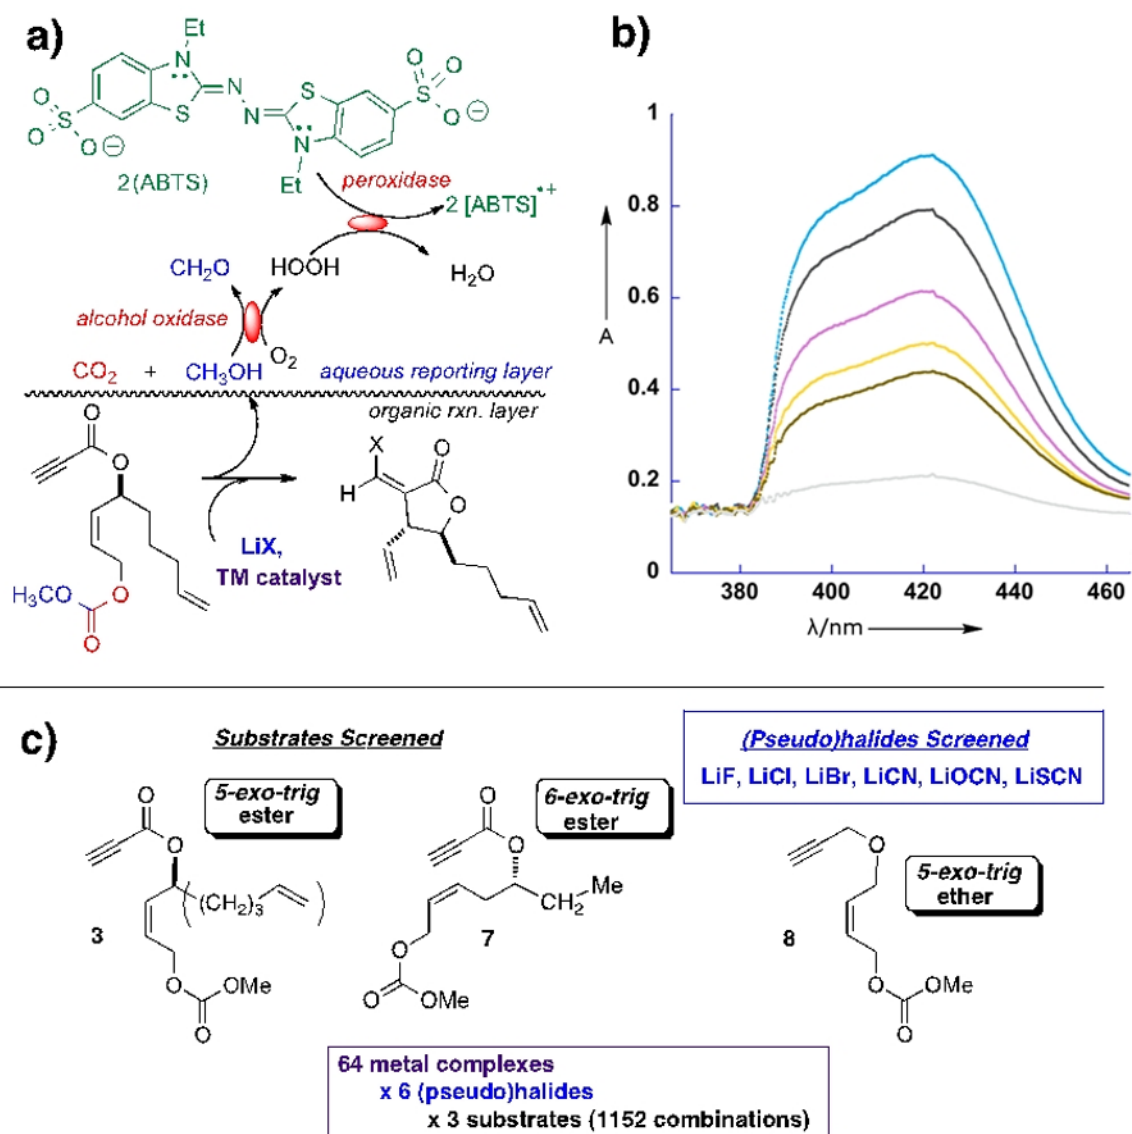 a)
Et
N
S
N
N
S
N
Et
O
S
O
O⊖
O
O
S
O⊖
2(ABTS)
peroxidase
2 [ABTS]•+
CH2O
HOOH
H2O
alcohol oxidase
O2
CO2 + CH3OH
aqueous reporting layer
organic rxn. layer
O
O
H3CO
O
O
LiX,
TM catalyst
X
H
O
O
b)
1
0.8
0.6
0.4
0.2
0
A
380 400 420 440 460
λ/nm
c)
Substrates Screened
(Pseudo)halides Screened
LiF, LiCl, LiBr, LiCN, LiOCN, LiSCN
5-exo-trig
ester
O
O
(CH2)3
3
O
OMe
O
6-exo-trig
ester
O
O
CH2
Me
7
O
O
OMe
5-exo-trig
ether
O
8
O
OMe
O
64 metal complexes
x 6 (pseudo)halides
x 3 substrates (1152 combinations)